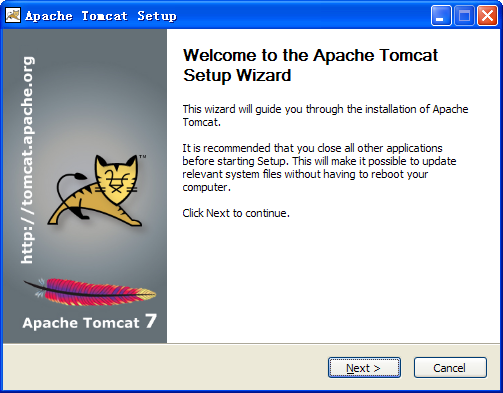 Apache Tomcat Setup
http://tomcat.apache.org
TM
Apache Tomcat 7
Welcome to the Apache Tomcat
Setup Wizard
This wizard will guide you through the installation of Apache
Tomcat.
It is recommended that you close all other applications
before starting Setup. This will make it possible to update
relevant system files without having to reboot your
computer.
Click Next to continue.
Next >
Cancel